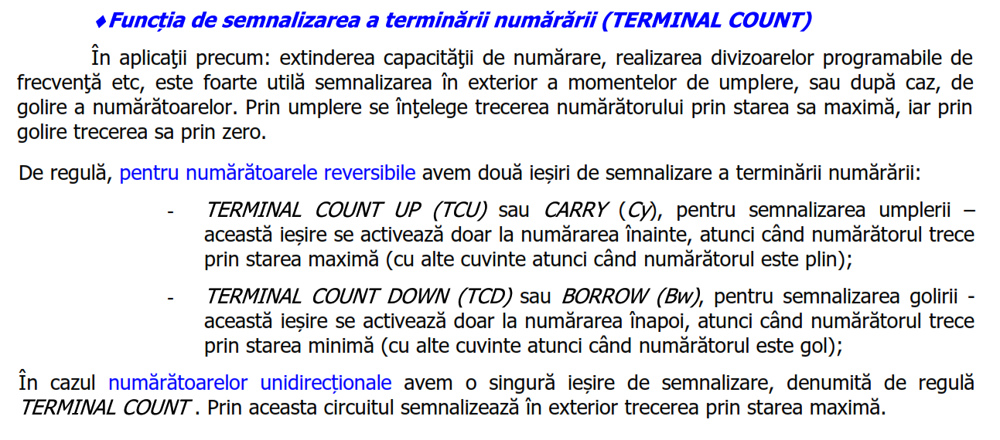 ♦Funcția de semnalizarea a terminării numărării (TERMINAL COUNT)
În aplicaţii precum: extinderea capacităţii de numărare, realizarea divizoarelor programabile de
frecvenţă etc, este foarte utilă semnalizarea în exterior a momentelor de umplere, sau după caz, de
golire a numărătoarelor. Prin umplere se înţelege trecerea numărătorului prin starea sa maximă, iar prin
golire trecerea sa prin zero.
De regulă, pentru numărătoarele reversibile avem două ieșiri de semnalizare a terminării numărării:
- TERMINAL COUNT UP (TCU) sau CARRY (Cy), pentru semnalizarea umplerii –
această ieșire se activează doar la numărarea înainte, atunci când numărătorul trece
prin starea maximă (cu alte cuvinte atunci când numărătorul este plin);
- TERMINAL COUNT DOWN (TCD) sau BORROW (Bw), pentru semnalizarea golirii -
această ieșire se activează doar la numărarea înapoi, atunci când numărătorul trece
prin starea minimă (cu alte cuvinte atunci când numărătorul este gol);
În cazul numărătoarelor unidirecționale avem o singură ieșire de semnalizare, denumită de regulă
TERMINAL COUNT . Prin aceasta circuitul semnalizează în exterior trecerea prin starea maximă.